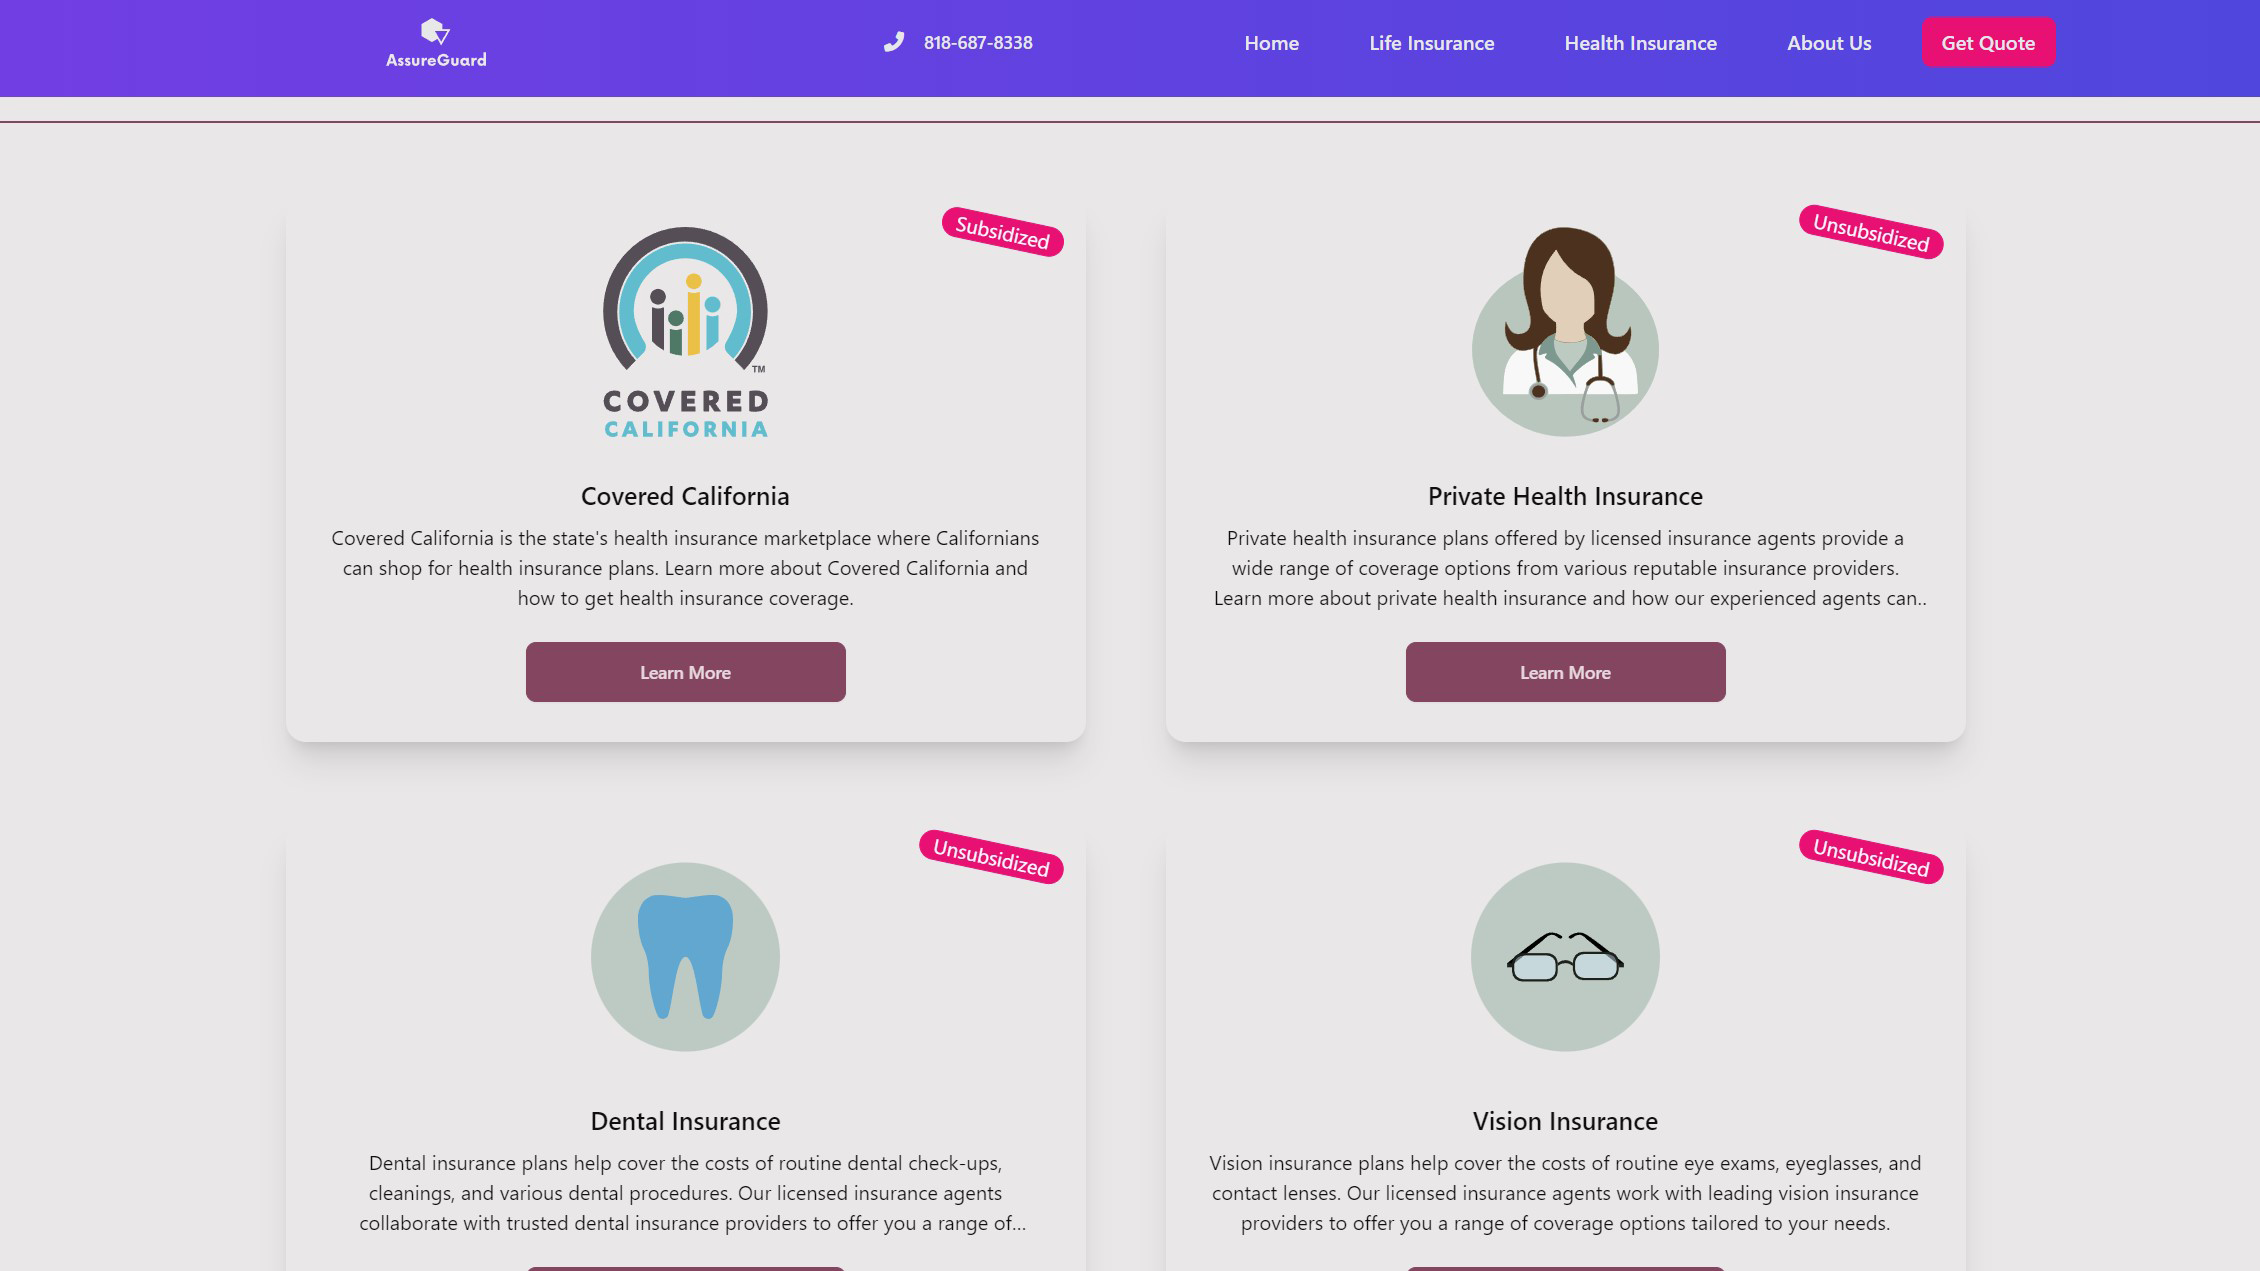 AssureGuard
818-687-8338
Home
Life Insurance
Health Insurance
About Us
Get Quote
Subsidized
TM
COVERED
CALIFORNIA
Covered California
Covered California is the state's health insurance marketplace where Californians
can shop for health insurance plans. Learn more about Covered California and
how to get health insurance coverage.
Learn More
Unsubsidized
Private Health Insurance
Private health insurance plans offered by licensed insurance agents provide a
wide range of coverage options from various reputable insurance providers.
Learn more about private health insurance and how our experienced agents can..
Learn More
Unsubsidized
Dental Insurance
Dental insurance plans help cover the costs of routine dental check-ups,
cleanings, and various dental procedures. Our licensed insurance agents
collaborate with trusted dental insurance providers to offer you a range of...
Unsubsidized
Vision Insurance
Vision insurance plans help cover the costs of routine eye exams, eyeglasses, and
contact lenses. Our licensed insurance agents work with leading vision insurance
providers to offer you a range of coverage options tailored to your needs.